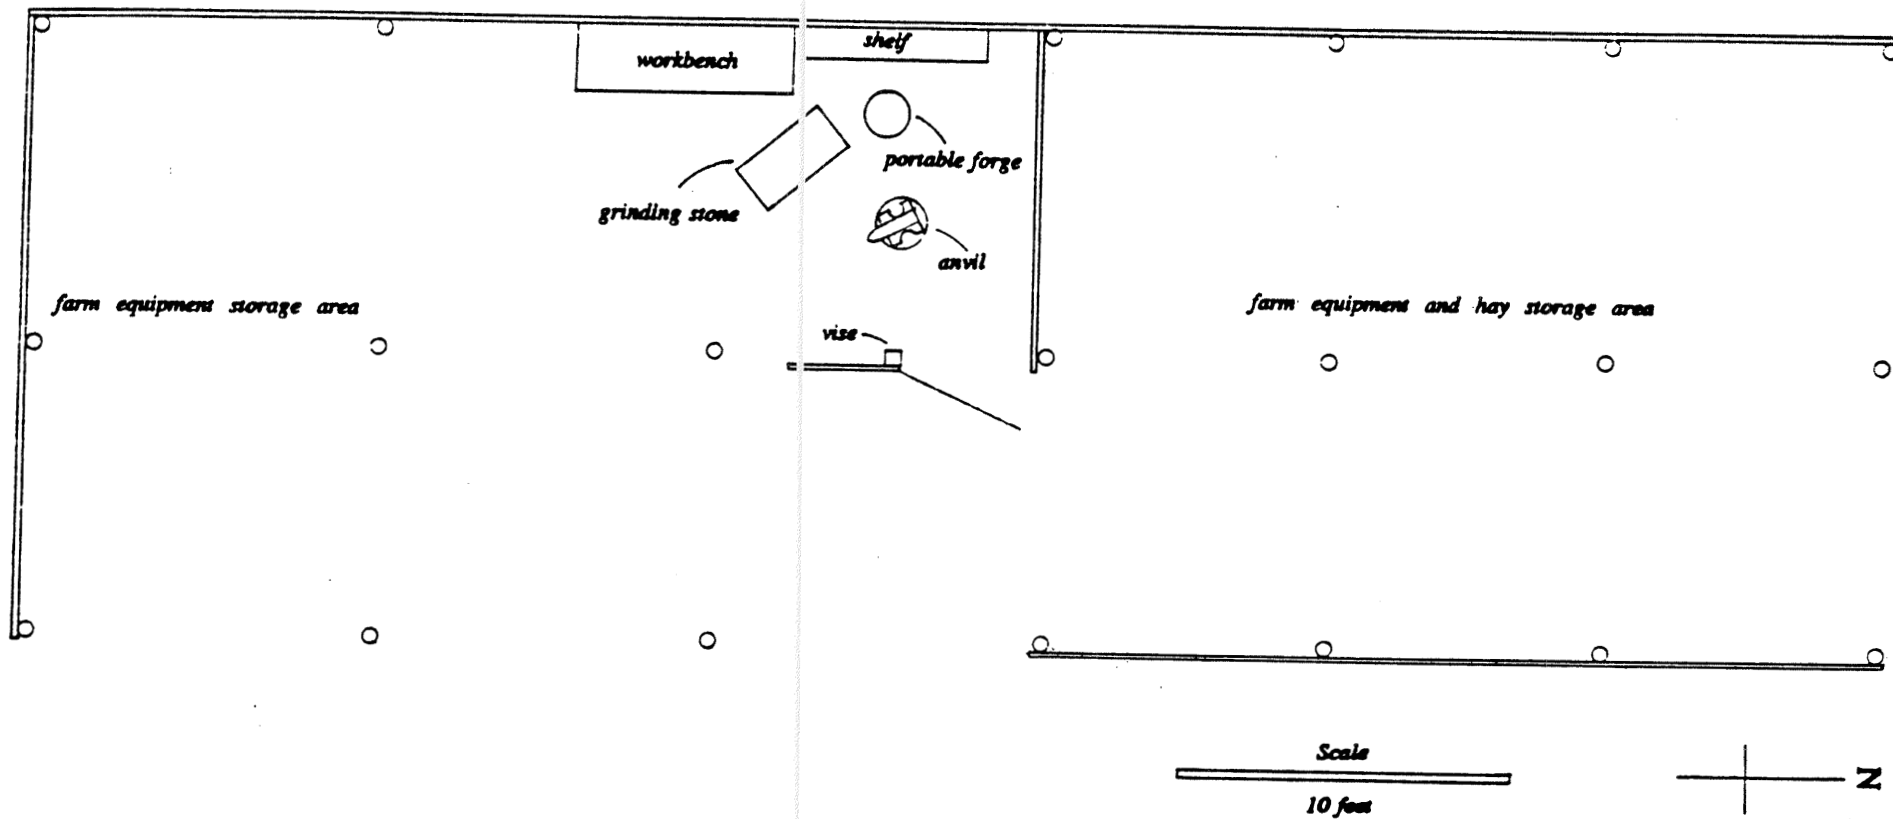 shelf
workbench
portable forge
grinding stone
anvil
farm equipment storage area
farm equipment and hay storage area
vise
Scale
10 feet
N